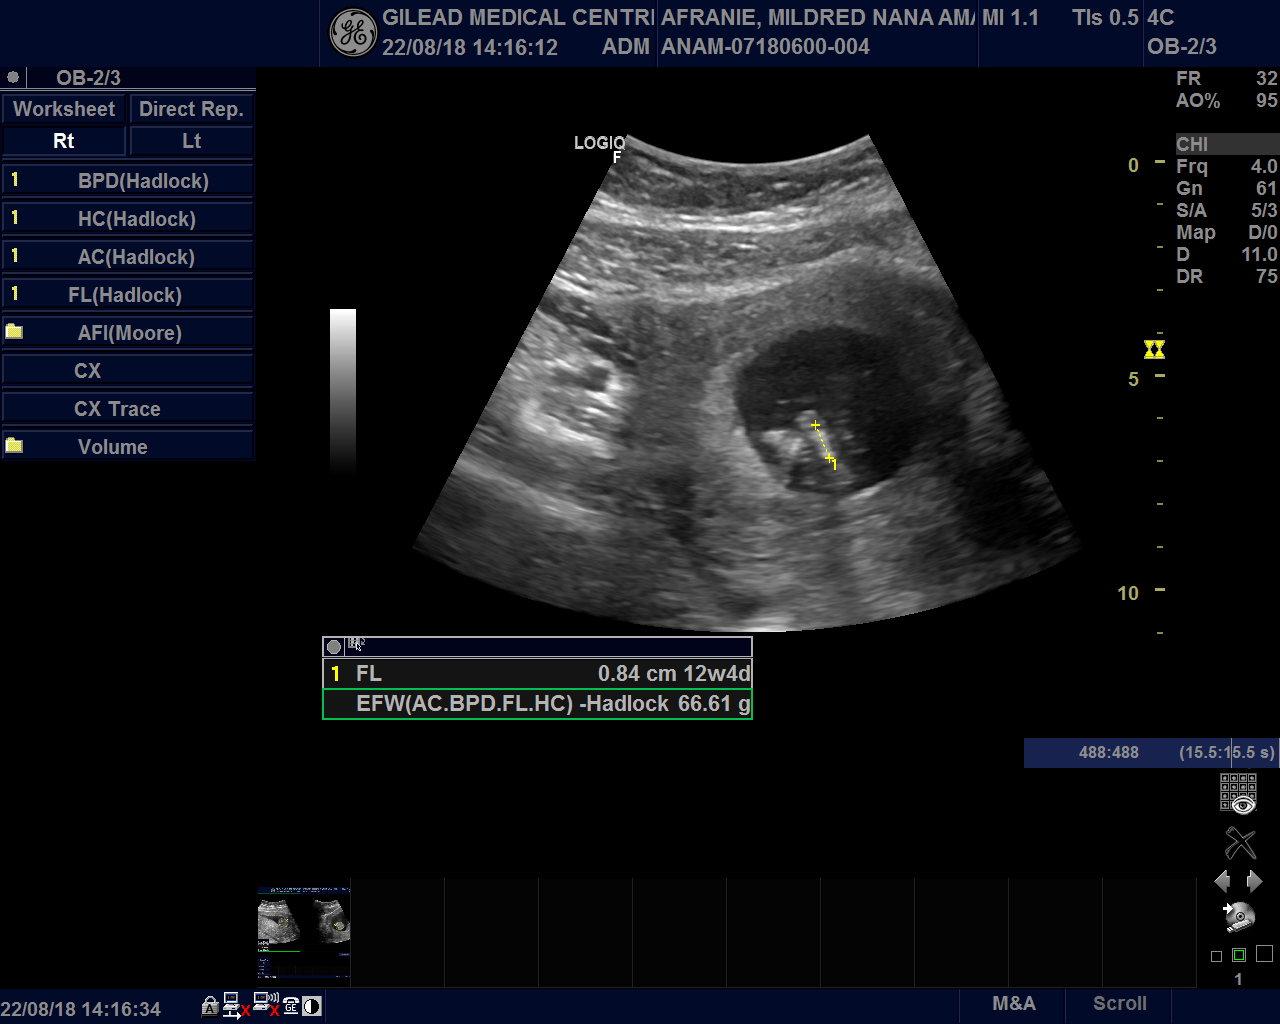 GILEAD MEDICAL CENTR
22/08/18 14:16:12 ADM
AFRANIE, MILDRED NANA AM
ANAM-07180600-004
MI 1.1 TIs 0.5
4C
OB-2/3
OB-2/3
Worksheet Direct Rep.
Rt Lt
1 BPD(Hadlock)
1 HC(Hadlock)
1 AC(Hadlock)
1 FL(Hadlock)
AFI(Moore)
CX
CX Trace
Volume
LOGIQ
F
0
5
10
1
FR 32
AO% 95
CHI
Frq 4.0
Gn 61
S/A 5/3
Map D/0
D 11.0
DR 75
1 FL 0.84 cm 12w4d
EFW(AC.BPD.FL.HC) -Hadlock 66.61 g
488:488 (15.5:15.5 s)
1
22/08/18 14:16:34
M&A Scroll